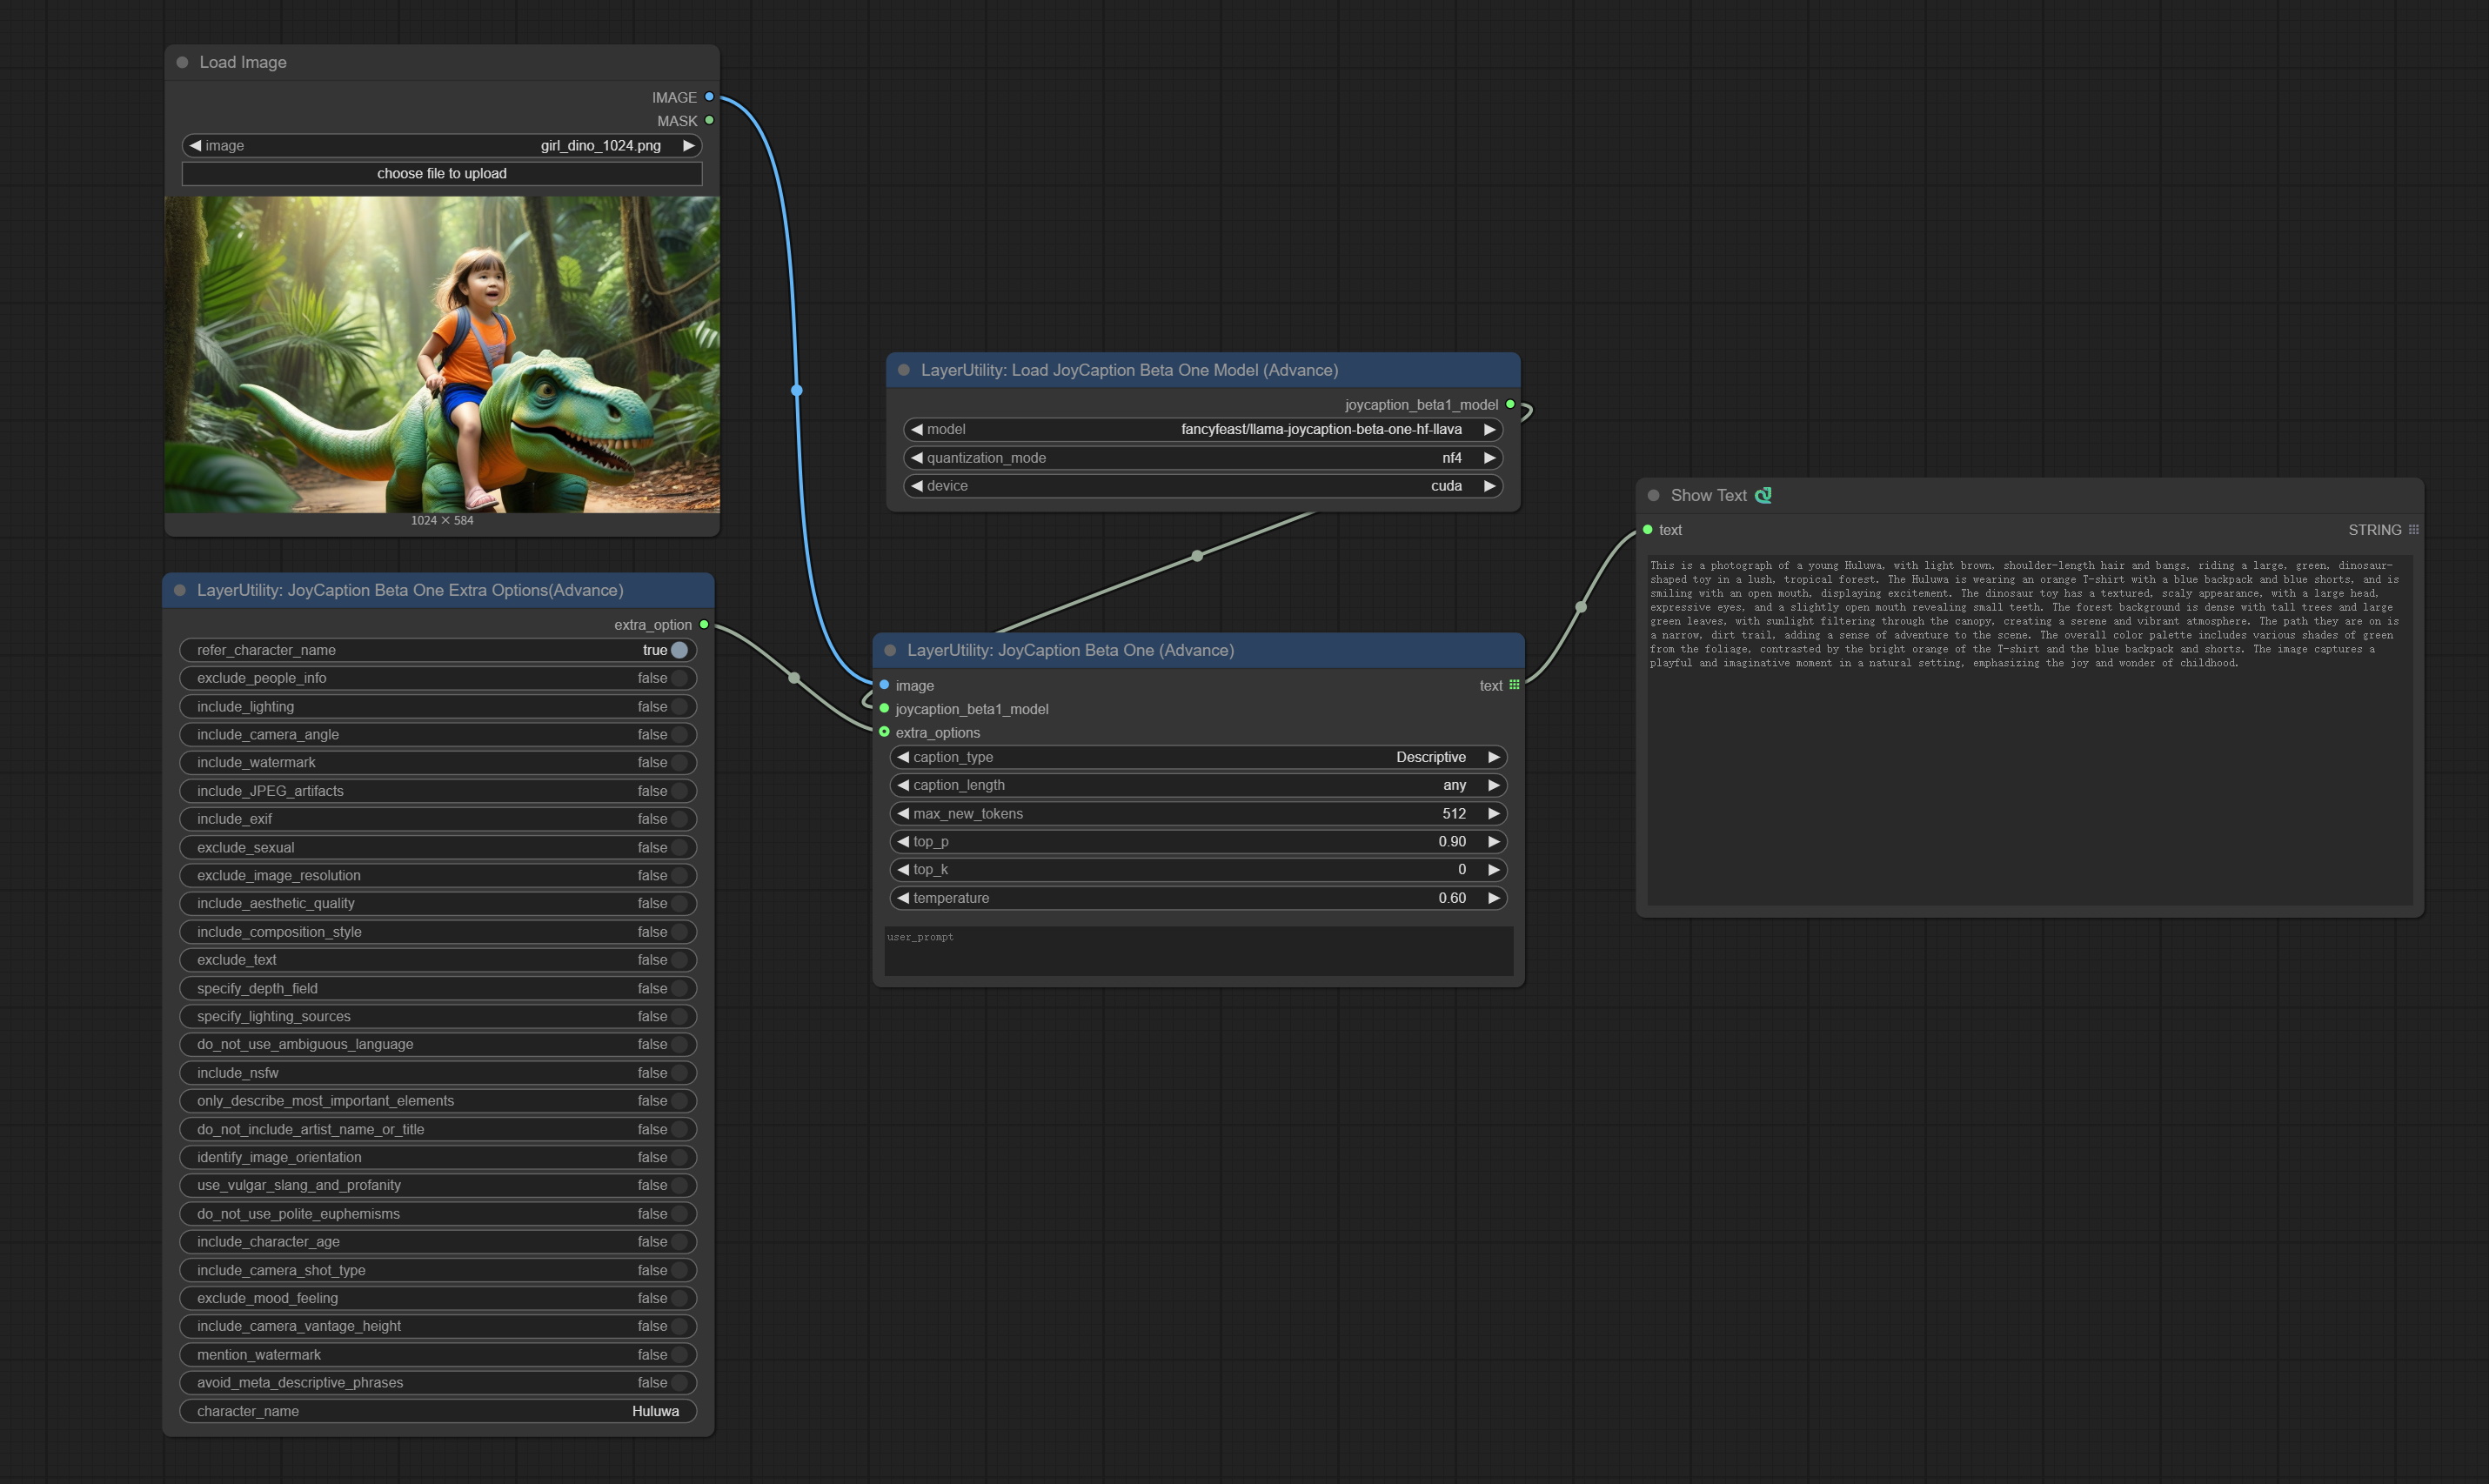 Load Image
IMAGE
MASK
image girl_dino_1024.png
choose file to upload
1024 × 584
LayerUtility: JoyCaption Beta One Extra Options(Advance)
extra_option
refer_character_name true
exclude_people_info false
include_lighting false
include_camera_angle false
include_watermark false
include_JPEG_artifacts false
include_exif false
exclude_sexual false
exclude_image_resolution false
include_aesthetic_quality false
include_composition_style false
exclude_text false
specify_depth_field false
specify_lighting_sources false
do_not_use_ambiguous_language false
include_nsfw false
only_describe_most_important_elements false
do_not_include_artist_name_or_title false
identify_image_orientation false
use_vulgar_slang_and_profanity false
do_not_use_polite_euphemisms false
include_character_age false
include_camera_shot_type false
exclude_mood_feeling false
include_camera_vantage_height false
mention_watermark false
avoid_meta_descriptive_phrases false
character_name Huluwa
LayerUtility: Load JoyCaption Beta One Model (Advance)
joycaption_beta1_model
model fancyfeast/llama-joycaption-beta-one-hf-llava
quantization_mode nf4
device cuda
LayerUtility: JoyCaption Beta One (Advance)
image text
joycaption_beta1_model
extra_options
caption_type Descriptive
caption_length any
max_new_tokens 512
top_p 0.90
top_k 0
temperature 0.60
user_prompt
Show Text
text STRING
This is a photograph of a young Huluwa, with light brown, shoulder-length hair and bangs, riding a large, green, dinosaur-
shaped toy in a lush, tropical forest. The Huluwa is wearing an orange T-shirt with a blue backpack and blue shorts, and is
smiling with an open mouth, displaying excitement. The dinosaur toy has a textured, scaly appearance, with a large head,
expressive eyes, and a slightly open mouth revealing small teeth. The forest background is dense with tall trees and large
green leaves, with sunlight filtering through the canopy, creating a serene and vibrant atmosphere. The path they are on is
a narrow, dirt trail, adding a sense of adventure to the scene. The overall color palette includes various shades of green
from the foliage, contrasted by the bright orange of the T-shirt and the blue backpack and shorts. The image captures a
playful and imaginative moment in a natural setting, emphasizing the joy and wonder of childhood.